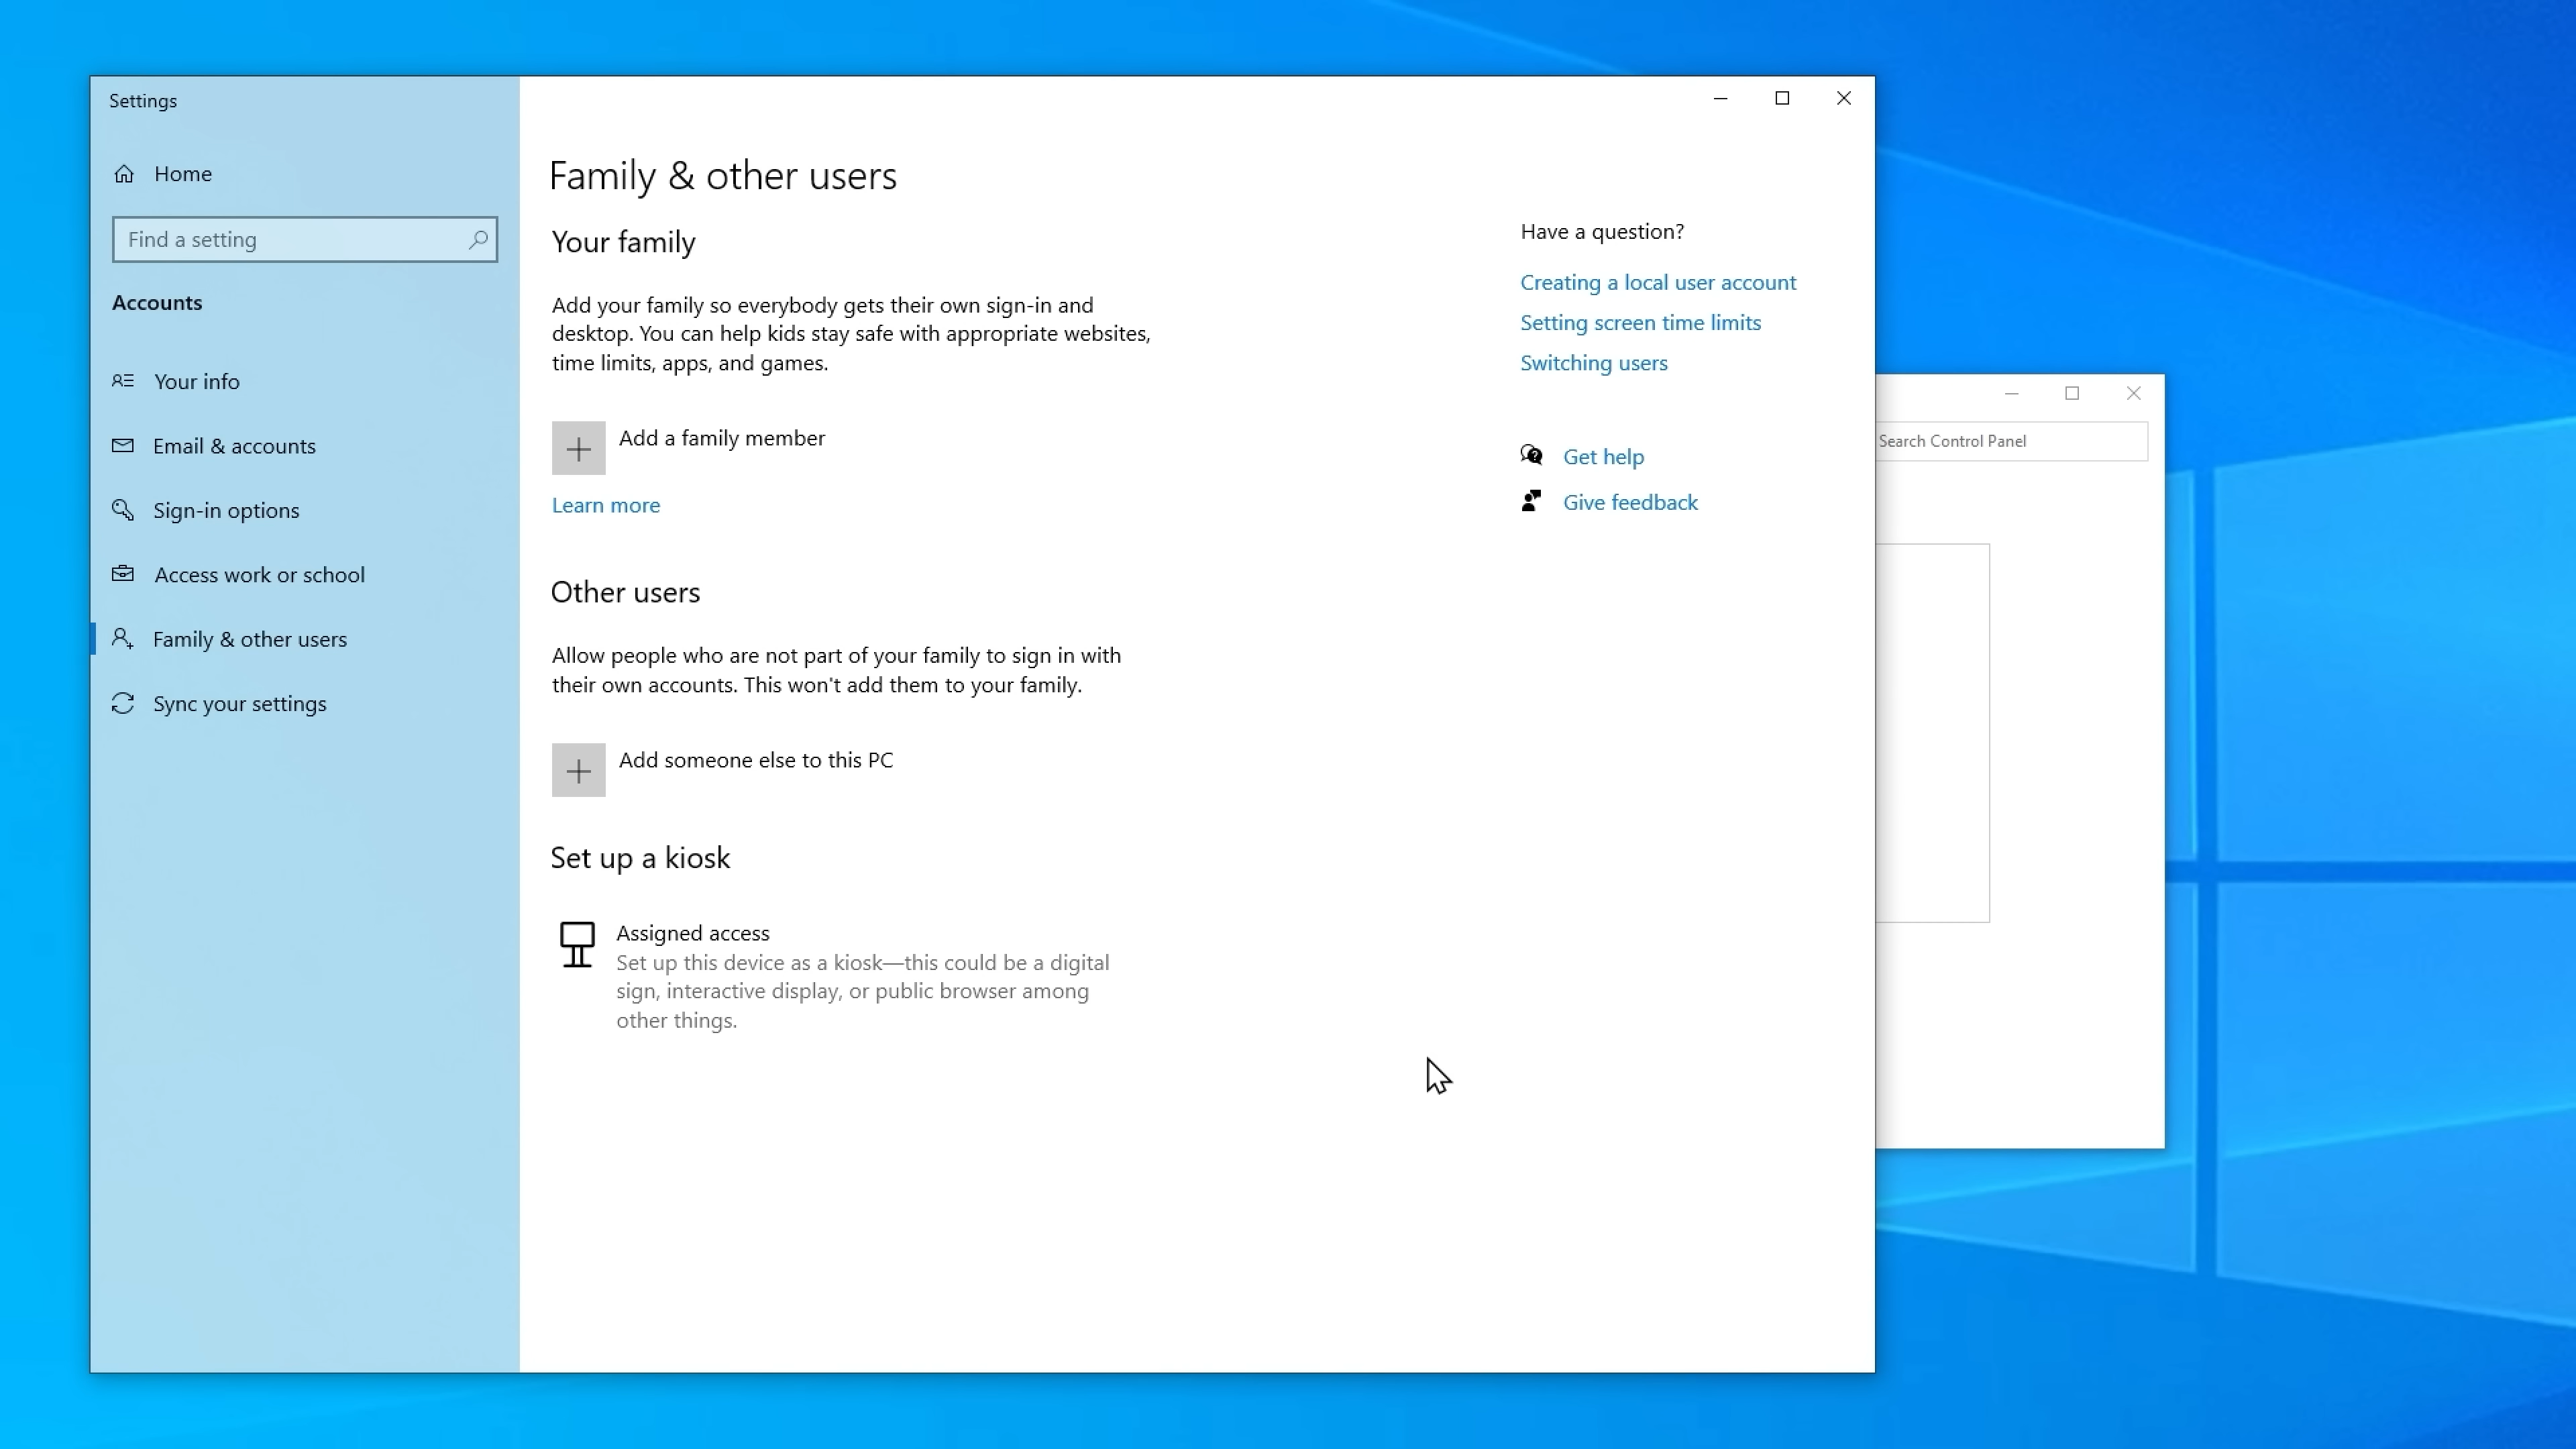 Settings
Home
Find a setting
Accounts
Your info
Email & accounts
Sign-in options
Access work or school
Family & other users
Sync your settings
Family & other users
Your family
Add your family so everybody gets their own sign-in and
desktop. You can help kids stay safe with appropriate websites,
time limits, apps, and games.
Add a family member
Learn more
Other users
Allow people who are not part of your family to sign in with
their own accounts. This won't add them to your family.
Add someone else to this PC
Set up a kiosk
Assigned access
Set up this device as a kiosk—this could be a digital
sign, interactive display, or public browser among
other things.
Have a question?
Creating a local user account
Setting screen time limits
Switching users
Get help
Give feedback
Search Control Panel